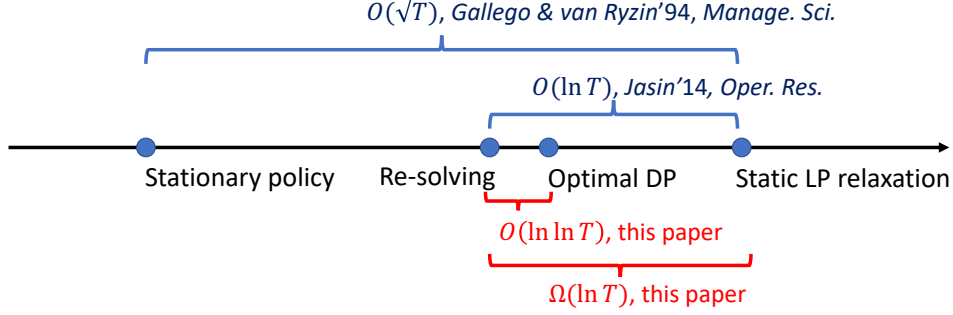 O(√T), Gallego & van Ryzin'94, Manage. Sci.
O(ln T), Jasin'14, Oper. Res.
Stationary policy Re-solving Optimal DP Static LP relaxation
O(ln ln T), this paper
Ω(ln T), this paper